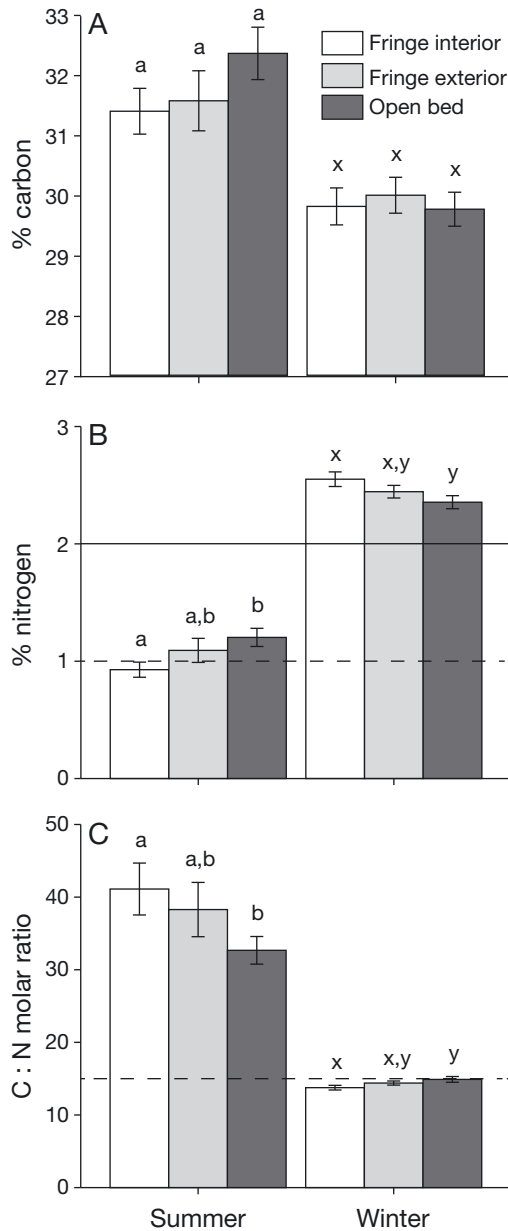 A
33
32
31
30
29
28
27
% carbon
a
a
a
x
x
x
Fringe interior
Fringe exterior
Open bed
B
3
2
1
0
% nitrogen
a
a,b
b
x
x,y
y
C
50
40
30
20
10
0
C : N molar ratio
a
a,b
b
x
x,y
y
Summer
Winter